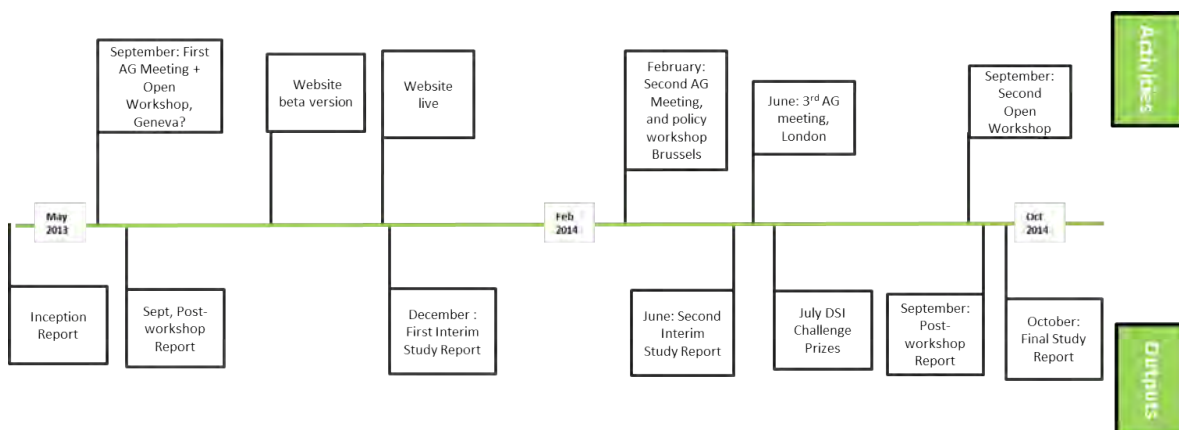 September: First
AG Meeting +
Open
Workshop,
Geneva?
Website
beta version
Website
live
February:
Second AG
Meeting,
and policy
workshop
Brussels
June: 3rd AG
meeting,
London
September:
Second
Open
Workshop
Activities
May
2013
Feb
2014
Oct
2014
Inception
Report
Sept, Post-
workshop
Report
December :
First Interim
Study Report
June: Second
Interim
Study Report
July DSI
Challenge
Prizes
September:
Post-
workshop
Report
October:
Final Study
Report
Outputs